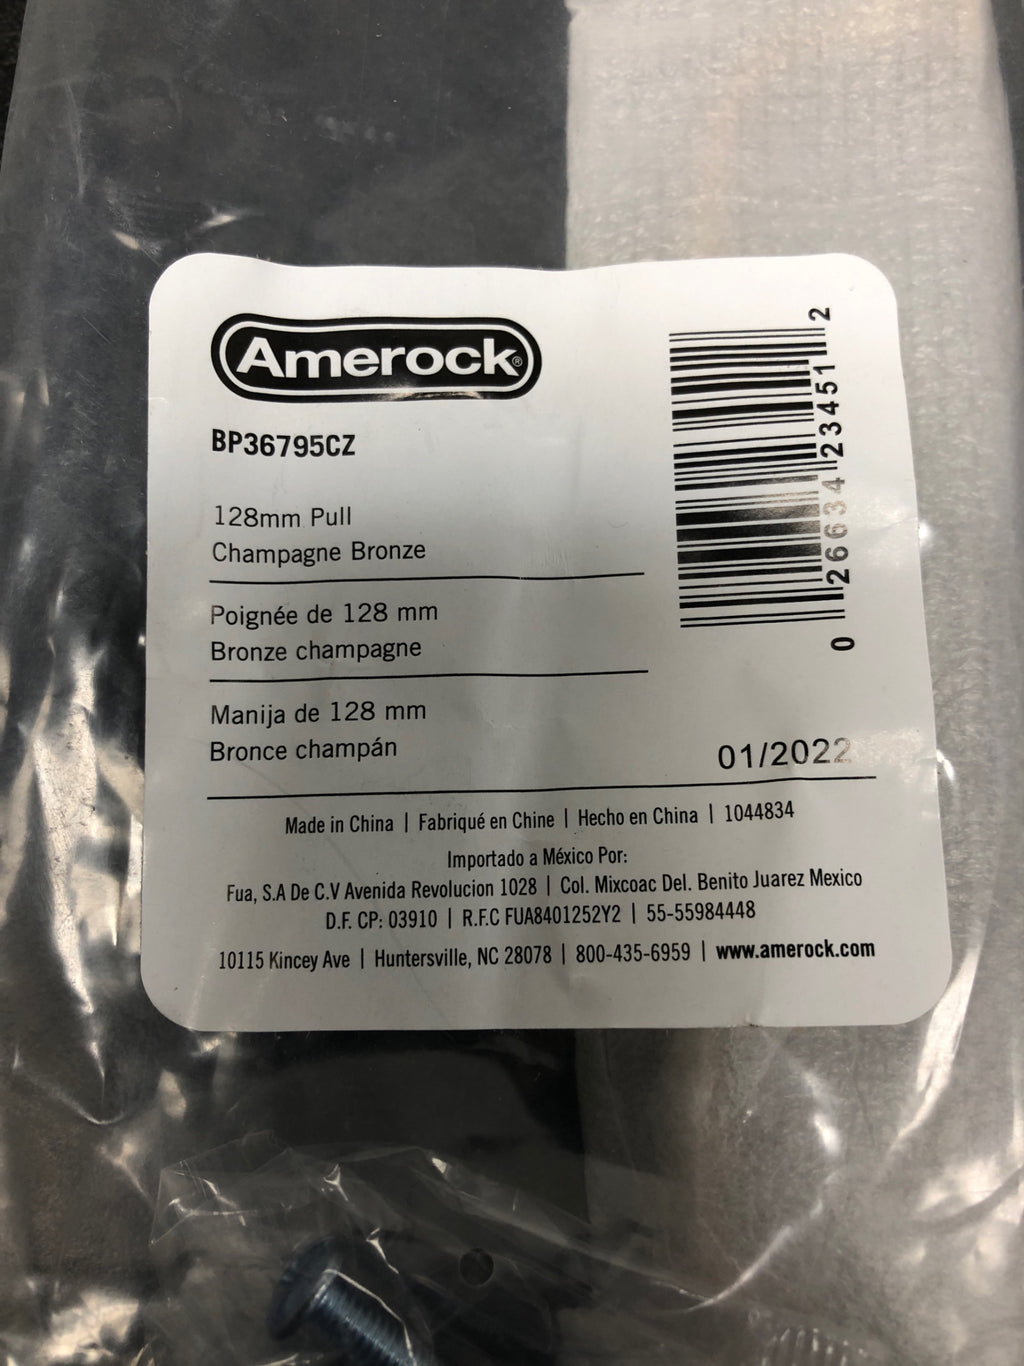 Amerock®
BP36795CZ
128mm Pull
Champagne Bronze
Poignée de 128 mm
Bronze champagne
Manija de 128 mm
Bronce champán
0 26634 23451 2
01/2022
Made in China | Fabriqué en Chine | Hecho en China | 1044834
Importado a México Por:
Fua, S.A De C.V Avenida Revolucion 1028 | Col. Mixcoac Del. Benito Juarez Mexico
D.F. CP: 03910 | R.F.C FUA8401252Y2 | 55-55984448
10115 Kincey Ave | Huntersville, NC 28078 | 800-435-6959 | www.amerock.com